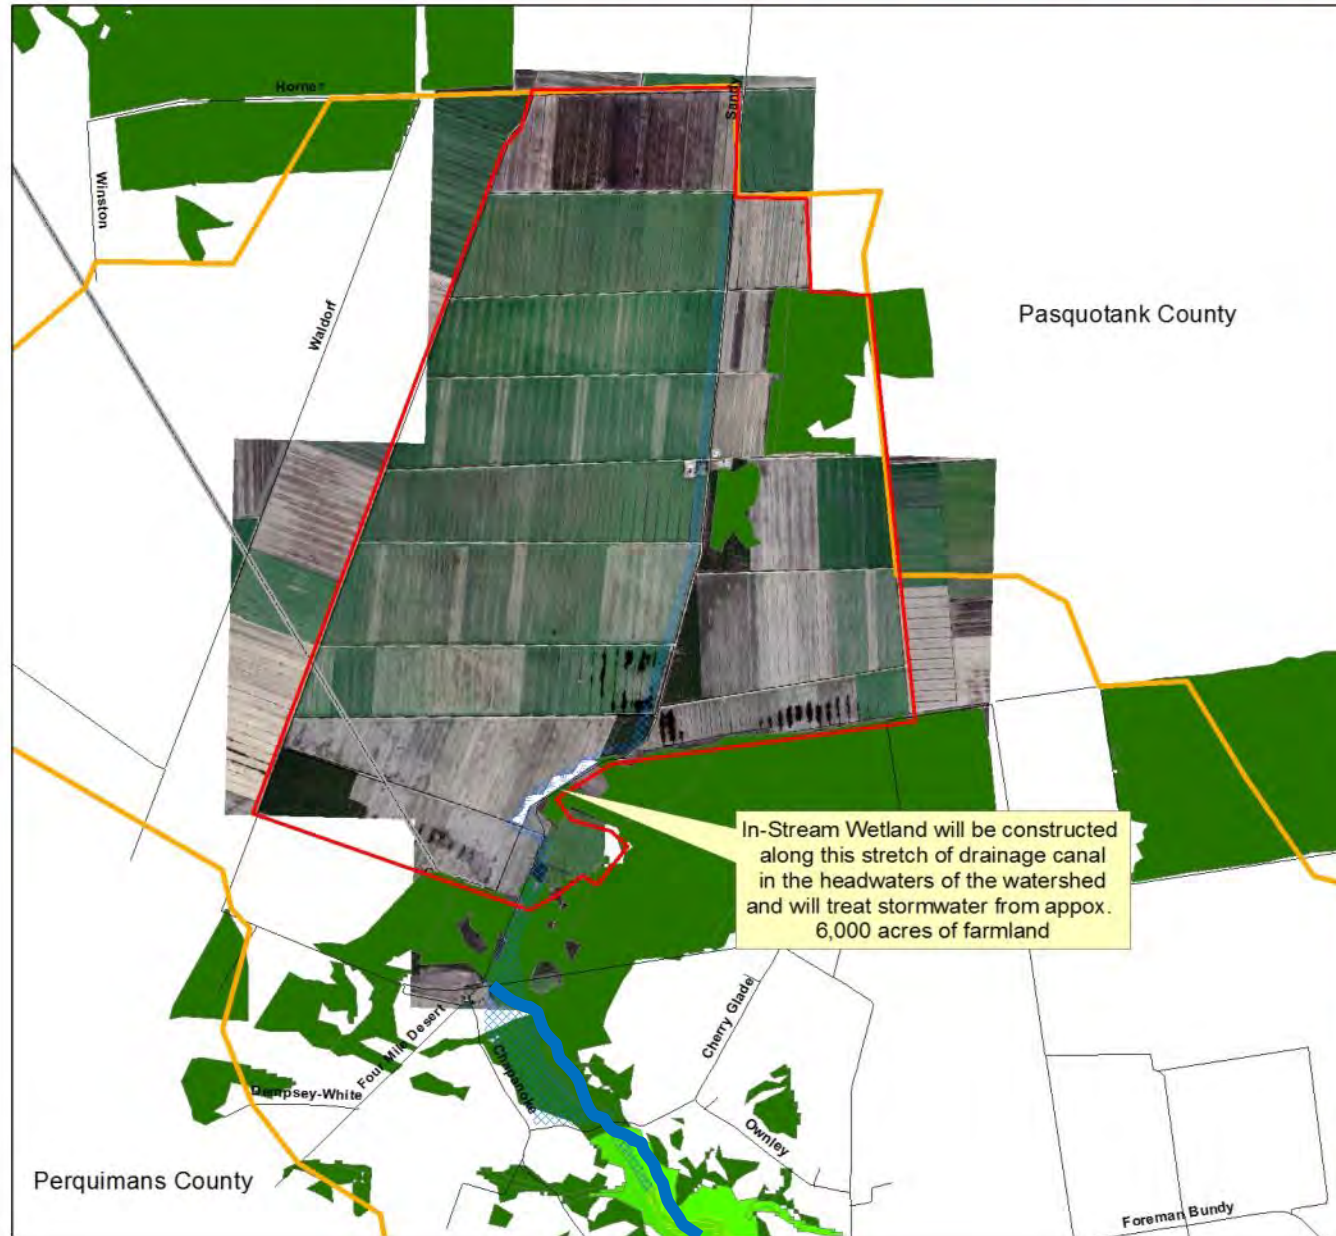 Horne
Sandy
Winston
Waldorf
Pasquotank County
In-Stream Wetland will be constructed
along this stretch of drainage canal
in the headwaters of the watershed
and will treat stormwater from appox.
6,000 acres of farmland
Cherry Glade
Four Mile Desert
Chapanoke
Dempsey-White
Ownley
Perquimans County
Foreman Bundy